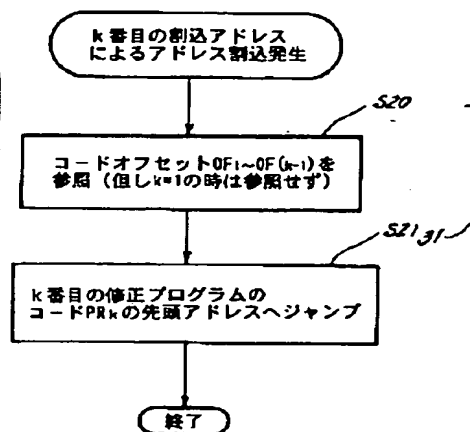 k番目の割込アドレス
によるアドレス割込発生
S20
コードオフセットOF₁~OF(k-1)を
参照(但しk=1の時は参照せず)
S21
31
k番目の修正プログラムの
コードPRₖの先頭アドレスへジャンプ
終了